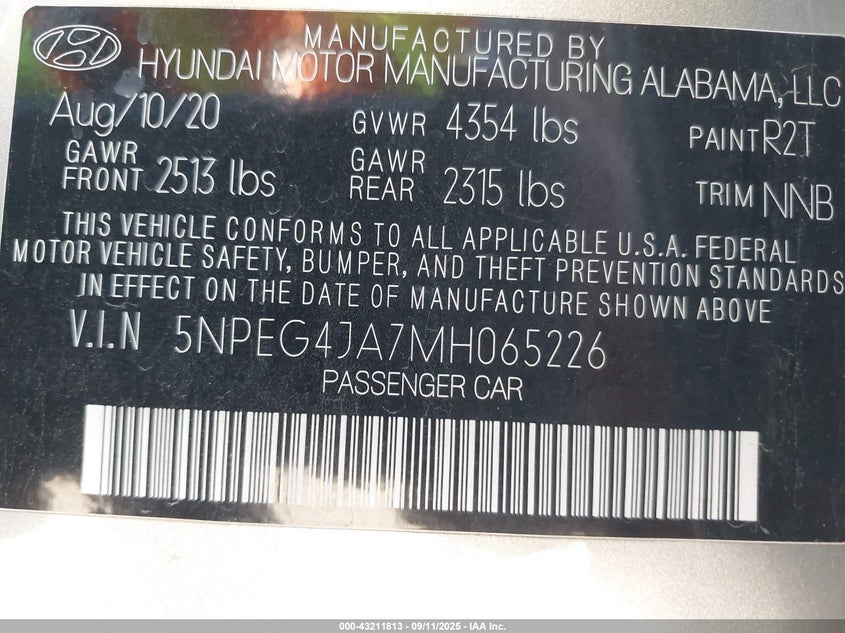 MANUFACTURED BY
HYUNDAI MOTOR MANUFACTURING ALABAMA, LLC
Aug/10/20 GVWR 4354 lbs PAINT R2T
GAWR FRONT 2513 lbs GAWR REAR 2315 lbs TRIM NNB
THIS VEHICLE CONFORMS TO ALL APPLICABLE U.S.A. FEDERAL
MOTOR VEHICLE SAFETY, BUMPER, AND THEFT PREVENTION STANDARDS
IN EFFECT ON THE DATE OF MANUFACTURE SHOWN ABOVE
V.I.N 5NPEG4JA7MH065226
PASSENGER CAR
000-43211813 - 09/11/2025 - IAA Inc.